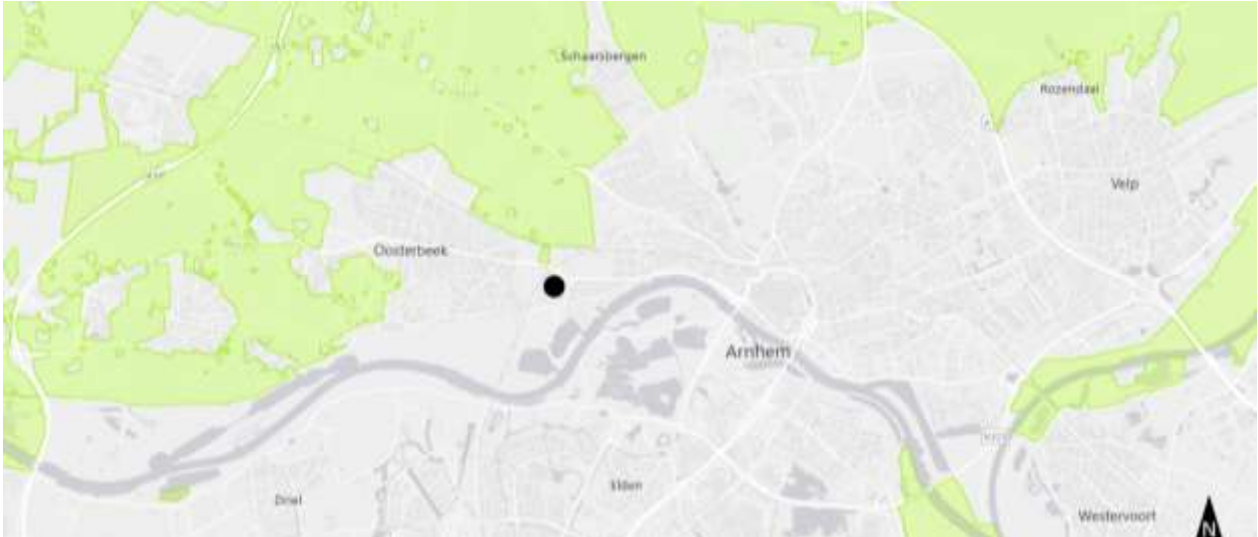 Schaarsbergen
Rozendaal
Velp
Oosterbeek
Arnhem
Elden
Driel
Westervoort
N